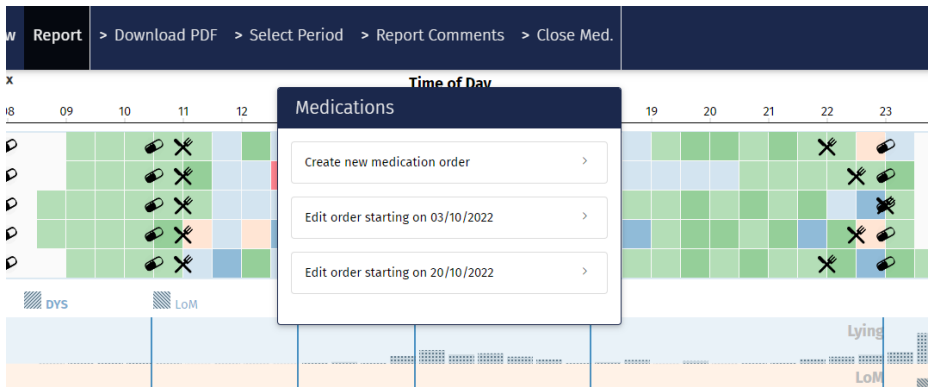 w Report > Download PDF > Select Period > Report Comments > Close Med.
x
Time of Day
08 09 10 11 12 19 20 21 22 23
Medications
Create new medication order >
Edit order starting on 03/10/2022 >
Edit order starting on 20/10/2022 >
DYS LoM
Lying
LoM